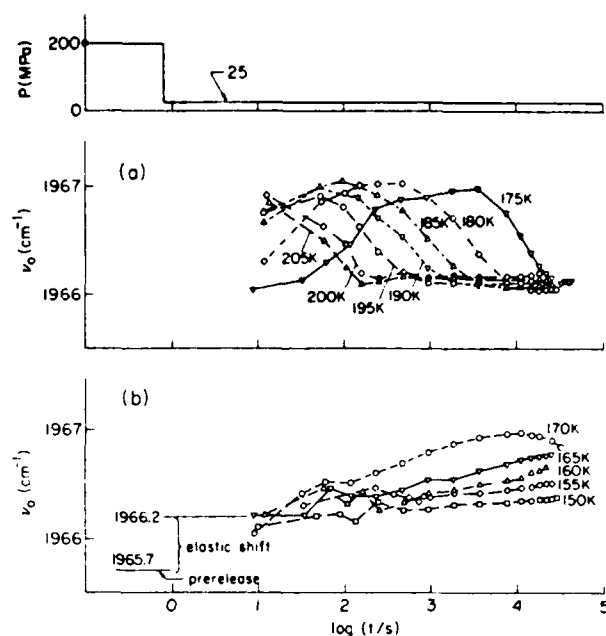 P(MPa)
200
0
25
(a)
ν₀ (cm⁻¹)
1967
1966
175K
185K
180K
205K
200K
195K
190K
(b)
ν₀ (cm⁻¹)
1967
1966
170K
165K
160K
155K
150K
1966.2
1965.7
elastic shift
prerelease
0 1 2 3 4 5
log (t/s)